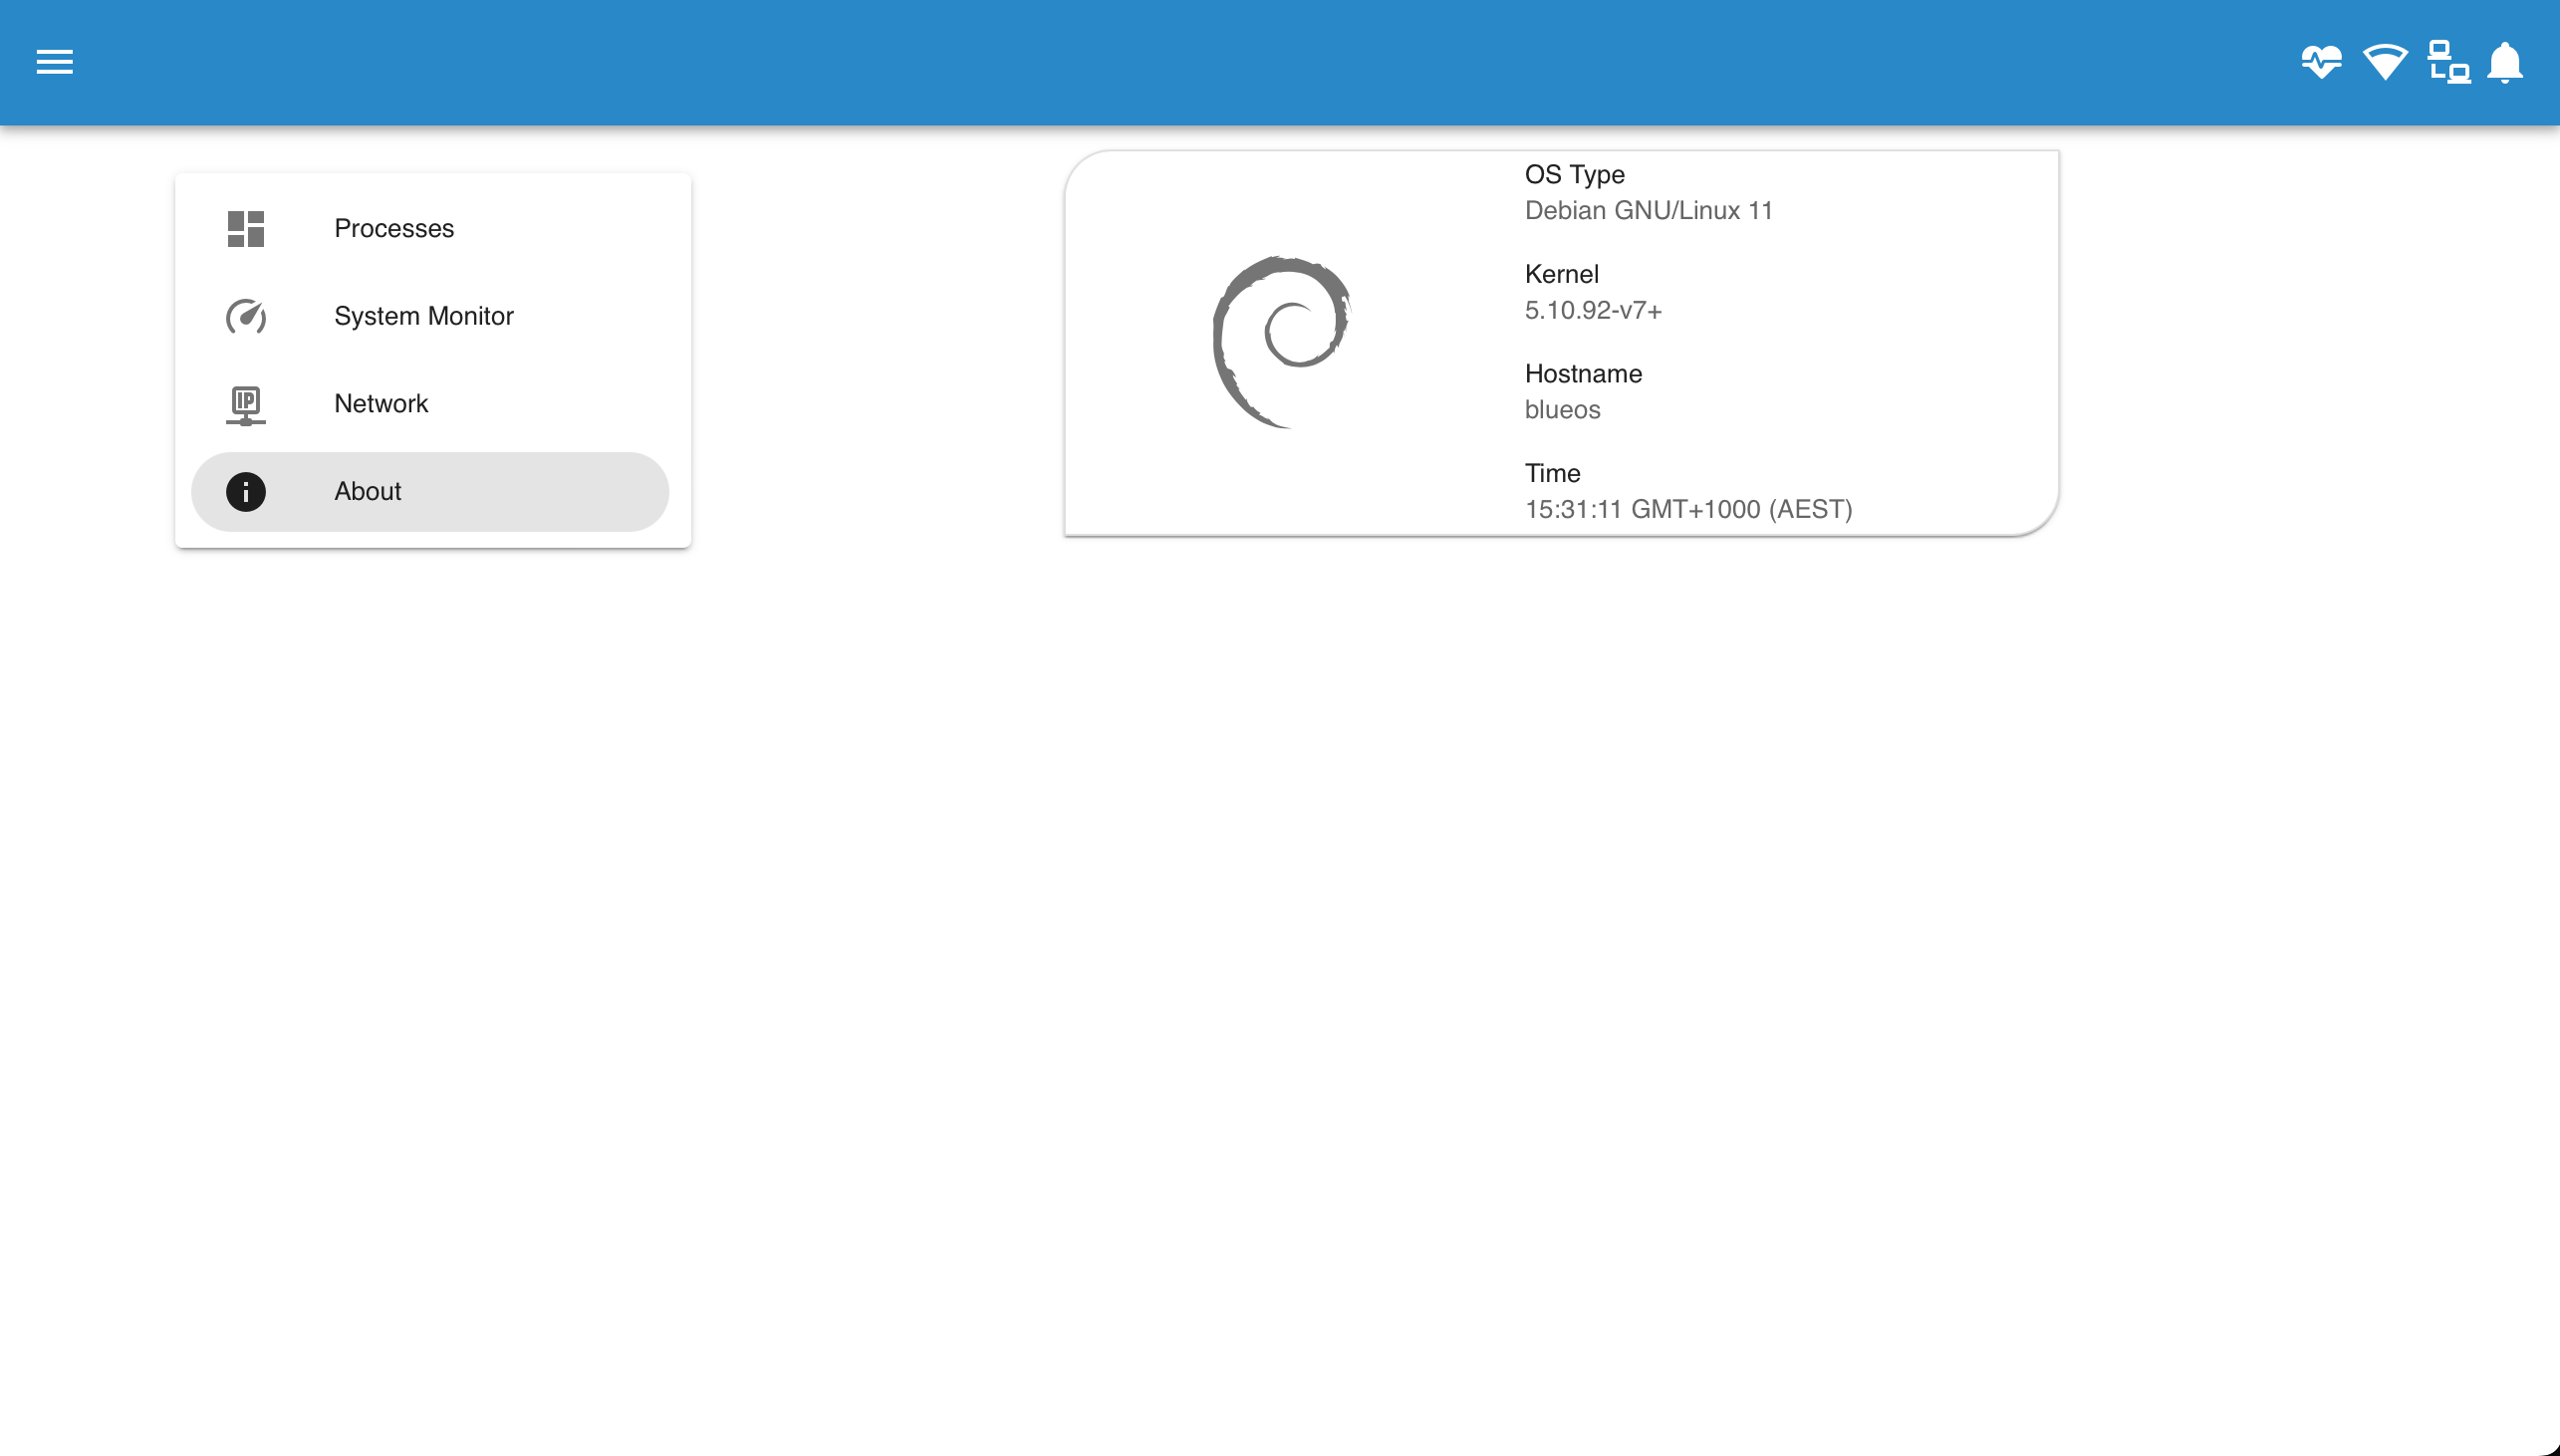 Processes
System Monitor
IP
Network
About
OS Type
Debian GNU/Linux 11
Kernel
5.10.92-v7+
Hostname
blueos
Time
15:31:11 GMT+1000 (AEST)